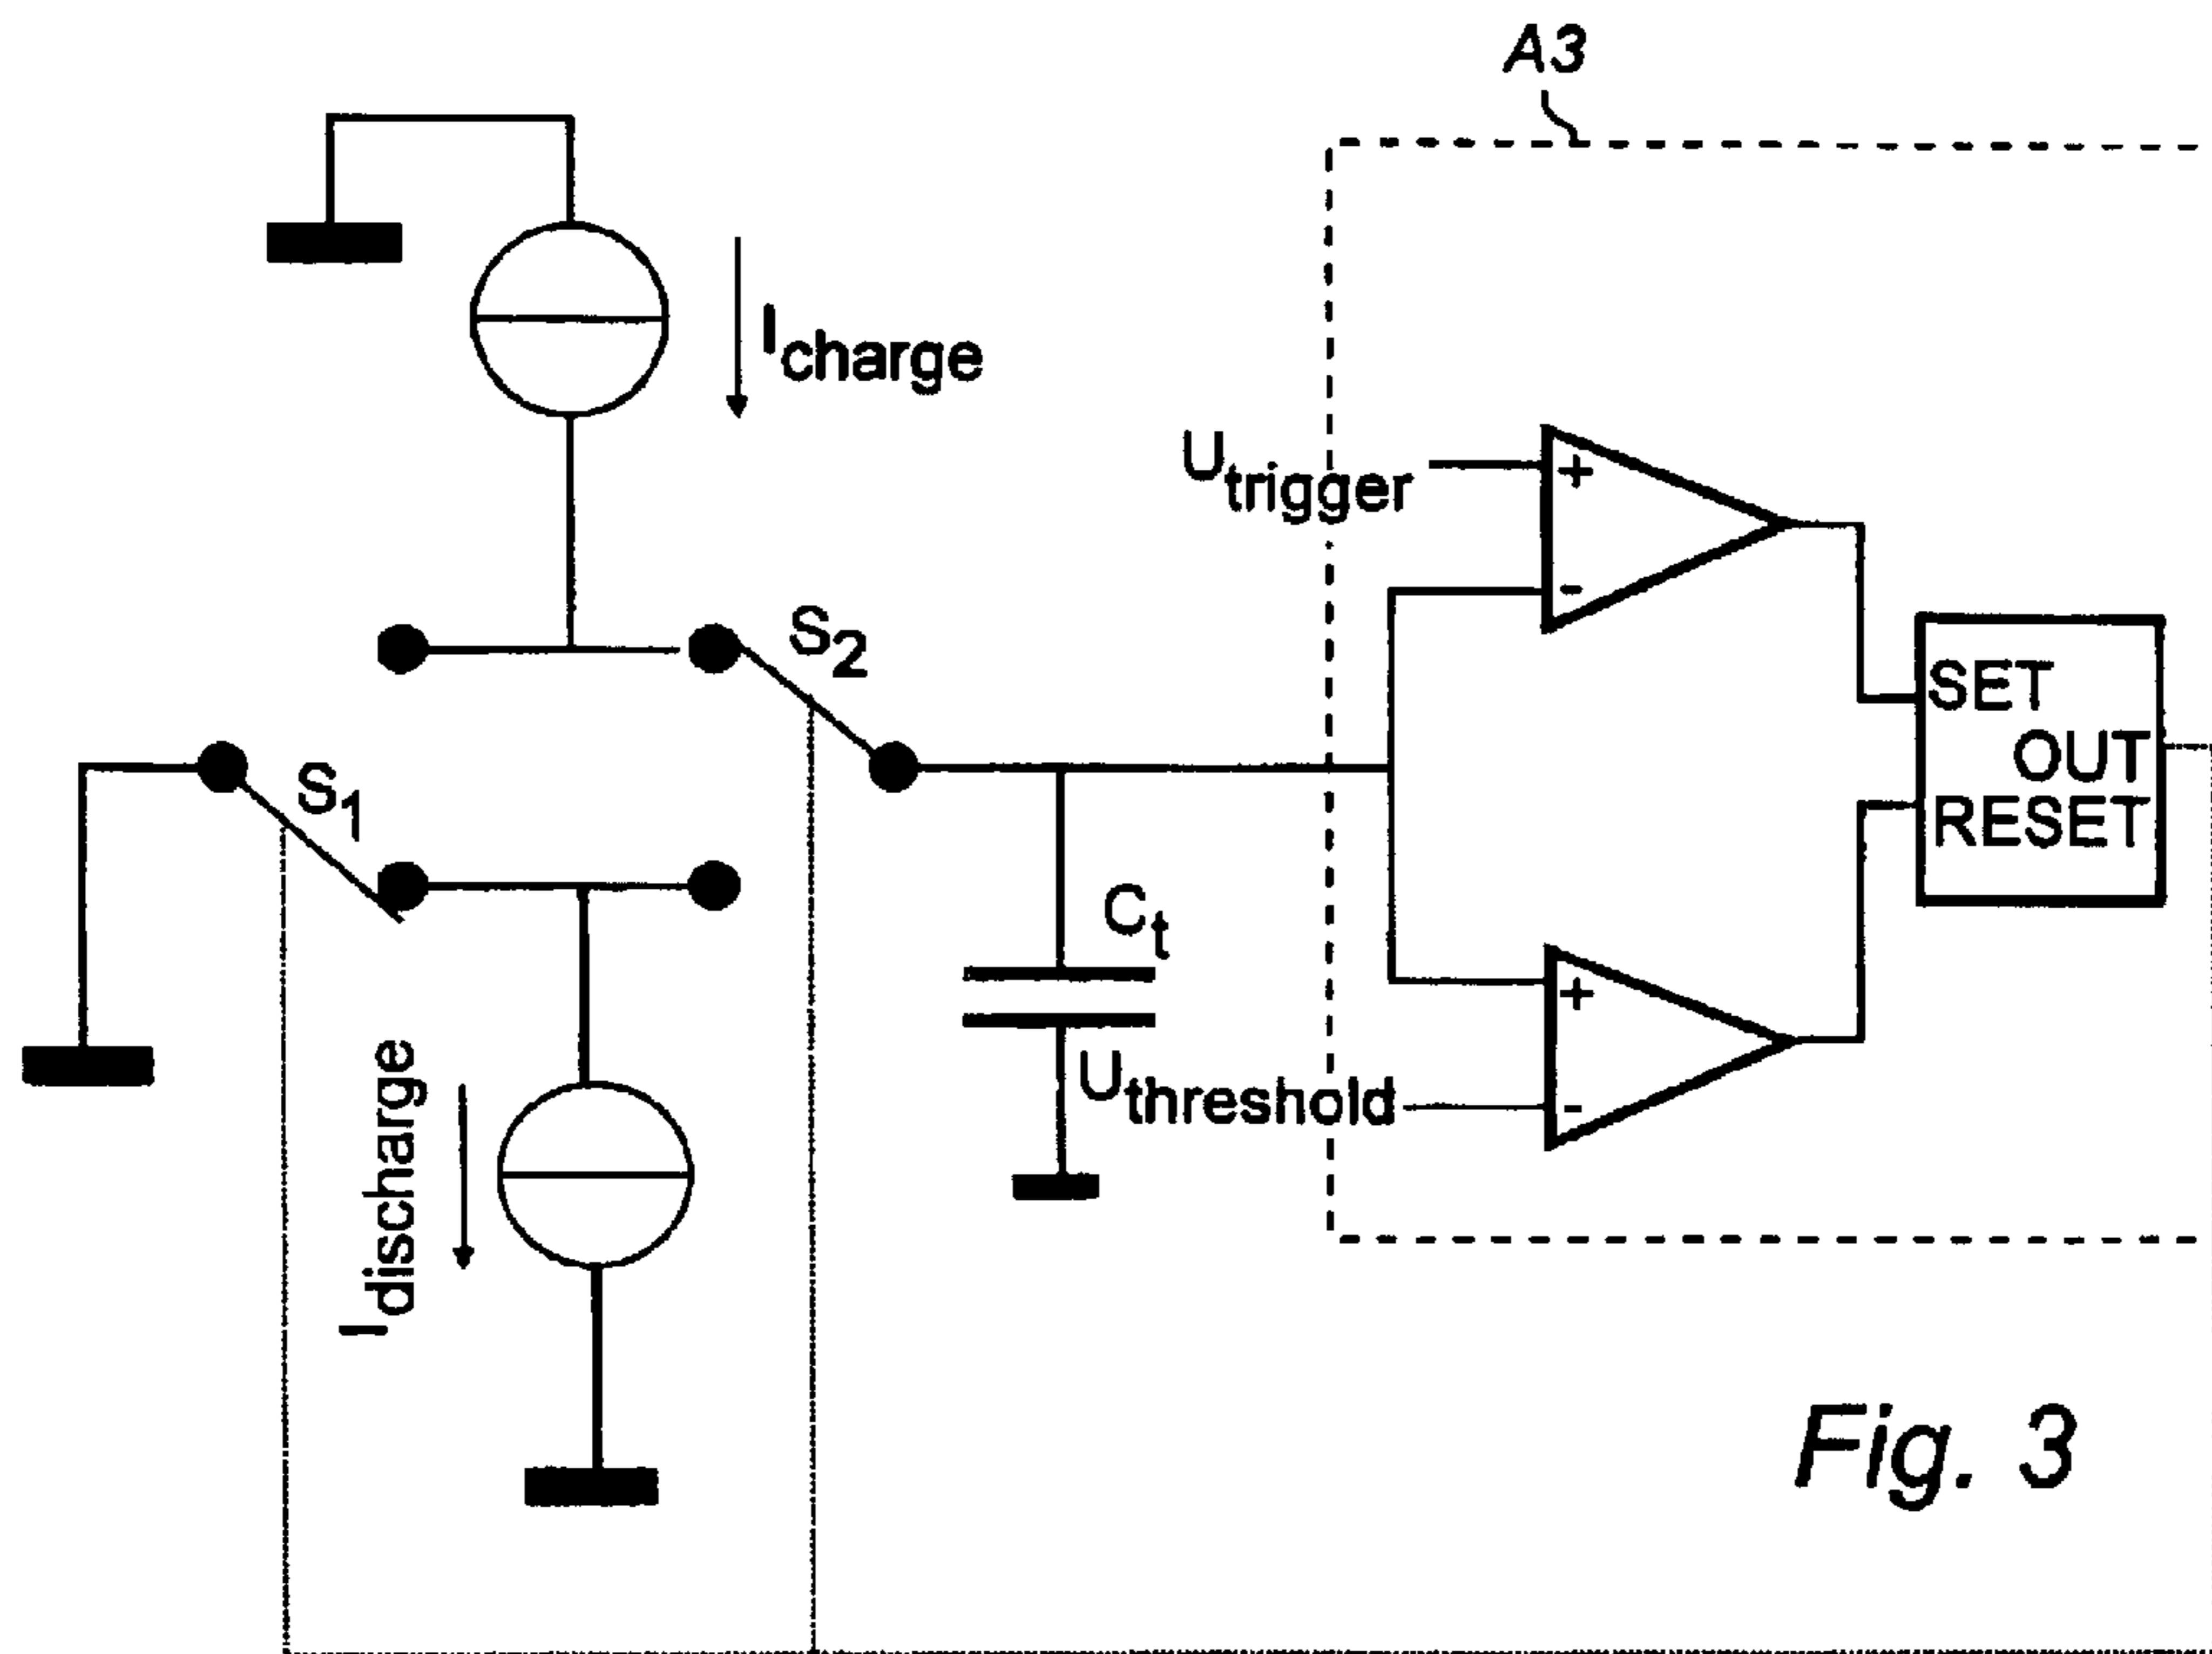 A3
Icharge
Utrigger
+
-
S2
SET
OUT
RESET
S1
Ct
+
-
Uthreshold
Idischarge
Fig. 3